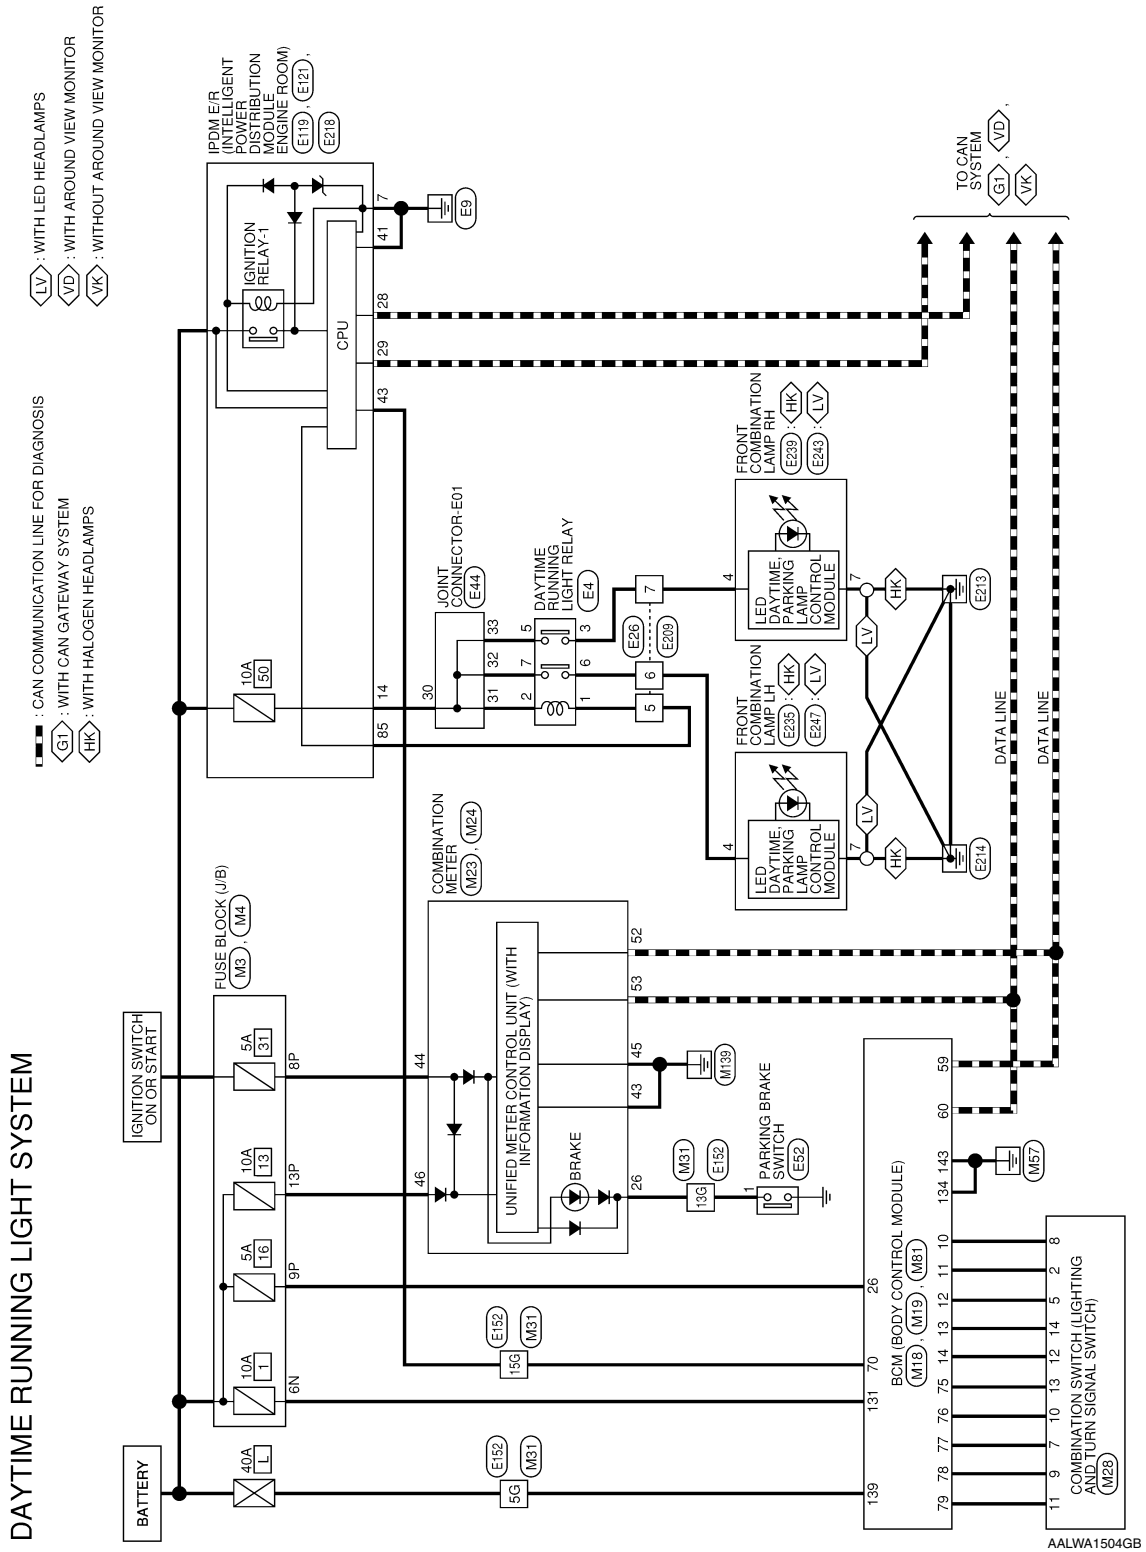 DAYTIME RUNNING LIGHT SYSTEM
: CAN COMMUNICATION LINE FOR DIAGNOSIS
G1 : WITH CAN GATEWAY SYSTEM
HK : WITH HALOGEN HEADLAMPS
LV : WITH LED HEADLAMPS
VD : WITH AROUND VIEW MONITOR
VK : WITHOUT AROUND VIEW MONITOR
BATTERY
IGNITION SWITCH
ON OR START
40A
L
FUSE BLOCK (J/B)
M3 , M4
10A
1
5A
16
10A
13
5A
31
6N
9P
13P
8P
10A
50
IPDM E/R
(INTELLIGENT
POWER
DISTRIBUTION
MODULE
ENGINE ROOM)
E119 , E121 ,
E218
IGNITION
RELAY-1
CPU
85
14
43
29
28
41
7
E9
E152
5G
M31
E152
15G
M31
COMBINATION
METER
M23 , M24
46
44
UNIFIED METER CONTROL UNIT (WITH
INFORMATION DISPLAY)
BRAKE
26
43
45
53
52
M139
M31
13G
E152
1
PARKING BRAKE
SWITCH
E52
JOINT
CONNECTOR-E01
E44
30
31
32
33
DAYTIME
RUNNING
LIGHT RELAY
E4
2
7
5
1
6
3
E26
5
6
7
E209
FRONT
COMBINATION
LAMP LH
E235 : HK
E247 : LV
4
LED
DAYTIME,
PARKING
LAMP
CONTROL
MODULE
7
FRONT
COMBINATION
LAMP RH
E239 : HK
E243 : LV
4
LED
DAYTIME,
PARKING
LAMP
CONTROL
MODULE
7
HK
LV
LV
HK
E214
E213
DATA LINE
DATA LINE
TO CAN
SYSTEM
G1 , VD ,
VK
139
131
70
26
BCM (BODY CONTROL MODULE)
M18 , M19 , M81
79
78
77
76
75
14
13
12
11
10
134
143
60
59
M57
11
9
7
10
13
12
14
5
2
8
COMBINATION SWITCH (LIGHTING
AND TURN SIGNAL SWITCH)
M28
AALWA1504GB